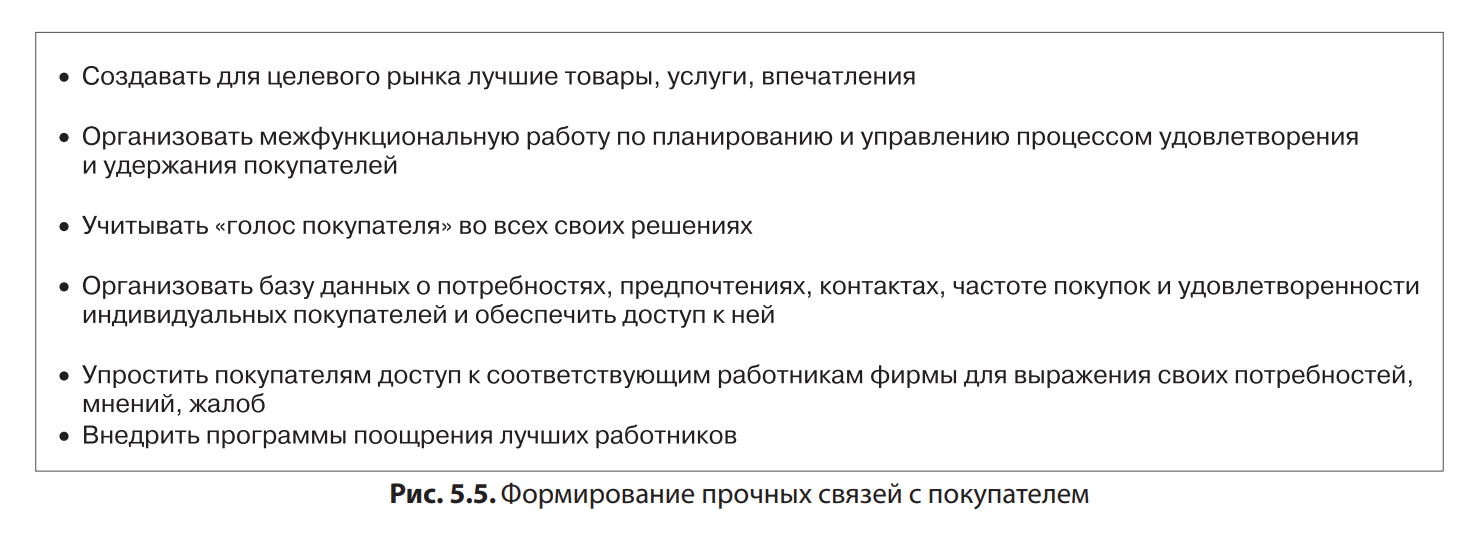 • Создавать для целевого рынка лучшие товары, услуги, впечатления
• Организовать межфункциональную работу по планированию и управлению процессом удовлетворения
и удержания покупателей
• Учитывать «голос покупателя» во всех своих решениях
• Организовать базу данных о потребностях, предпочтениях, контактах, частоте покупок и удовлетворенности
индивидуальных покупателей и обеспечить доступ к ней
• Упростить покупателям доступ к соответствующим работникам фирмы для выражения своих потребностей,
мнений, жалоб
• Внедрить программы поощрения лучших работников
Рис. 5.5. Формирование прочных связей с покупателем